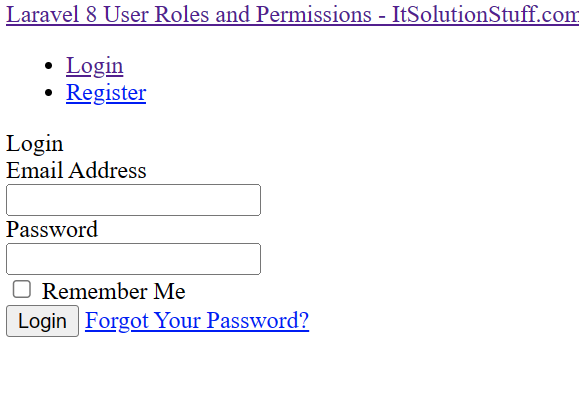 Laravel 8 User Roles and Permissions - ItSolutionStuff.com
Login
Register
Login
Email Address
Password
Remember Me
Login Forgot Your Password?